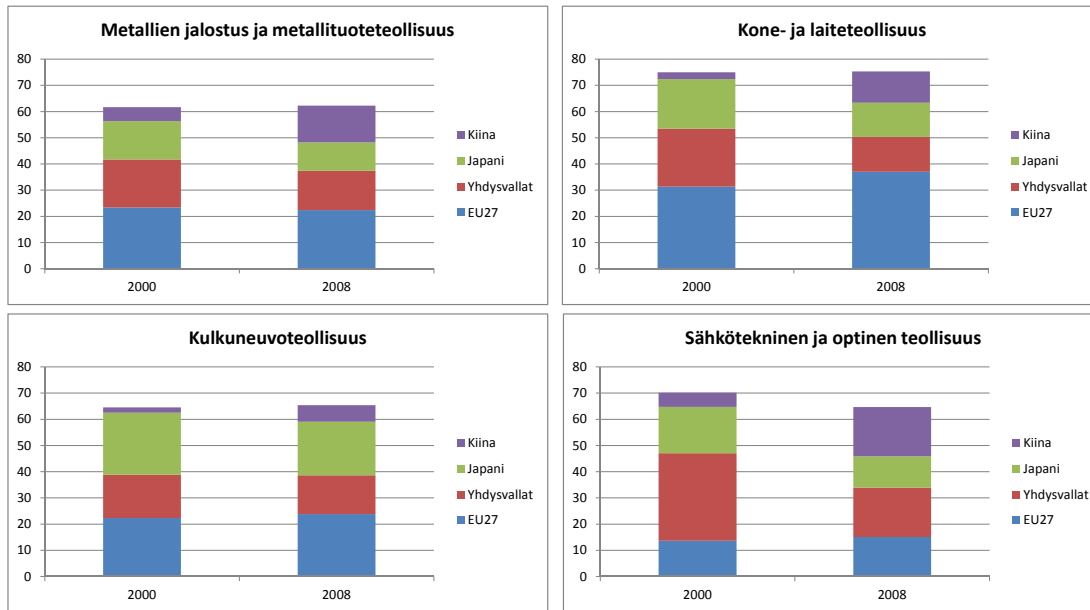 Metallien jalostus ja metallituoteteollisuus
80
70
60
50
40
30
20
10
0
2000
2008
Kiina
Japani
Yhdysvallat
EU27
Kone- ja laiteteollisuus
80
70
60
50
40
30
20
10
0
2000
2008
Kiina
Japani
Yhdysvallat
EU27
Kulkuneuvoteollisuus
80
70
60
50
40
30
20
10
0
2000
2008
Kiina
Japani
Yhdysvallat
EU27
Sähkötekninen ja optinen teollisuus
80
70
60
50
40
30
20
10
0
2000
2008
Kiina
Japani
Yhdysvallat
EU27